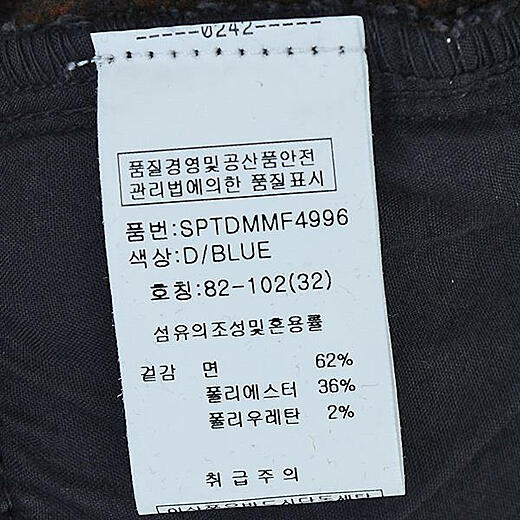 -----0242-----
품질경영및공산품안전
관리법에의한 품질표시
품번:SPTDMMF4996
색상:D/BLUE
호칭:82-102(32)
섬유의조성및혼용률
겉감 면 62%
폴리에스터 36%
폴리우레탄 2%
취급주의